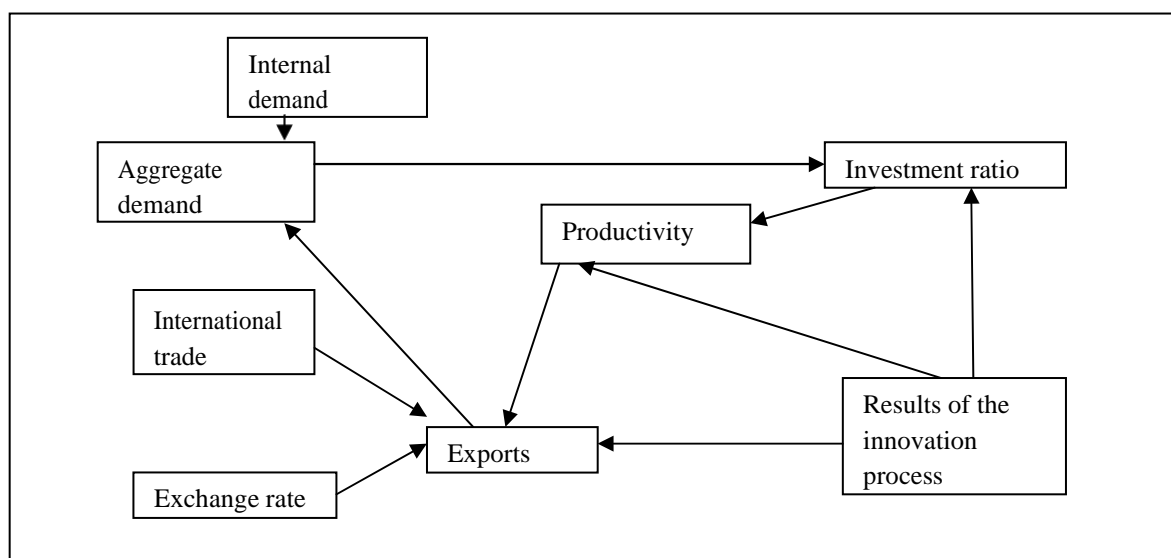 Internal
demand
Aggregate
demand
Investment ratio
Productivity
International
trade
Results of the
innovation
process
Exports
Exchange rate